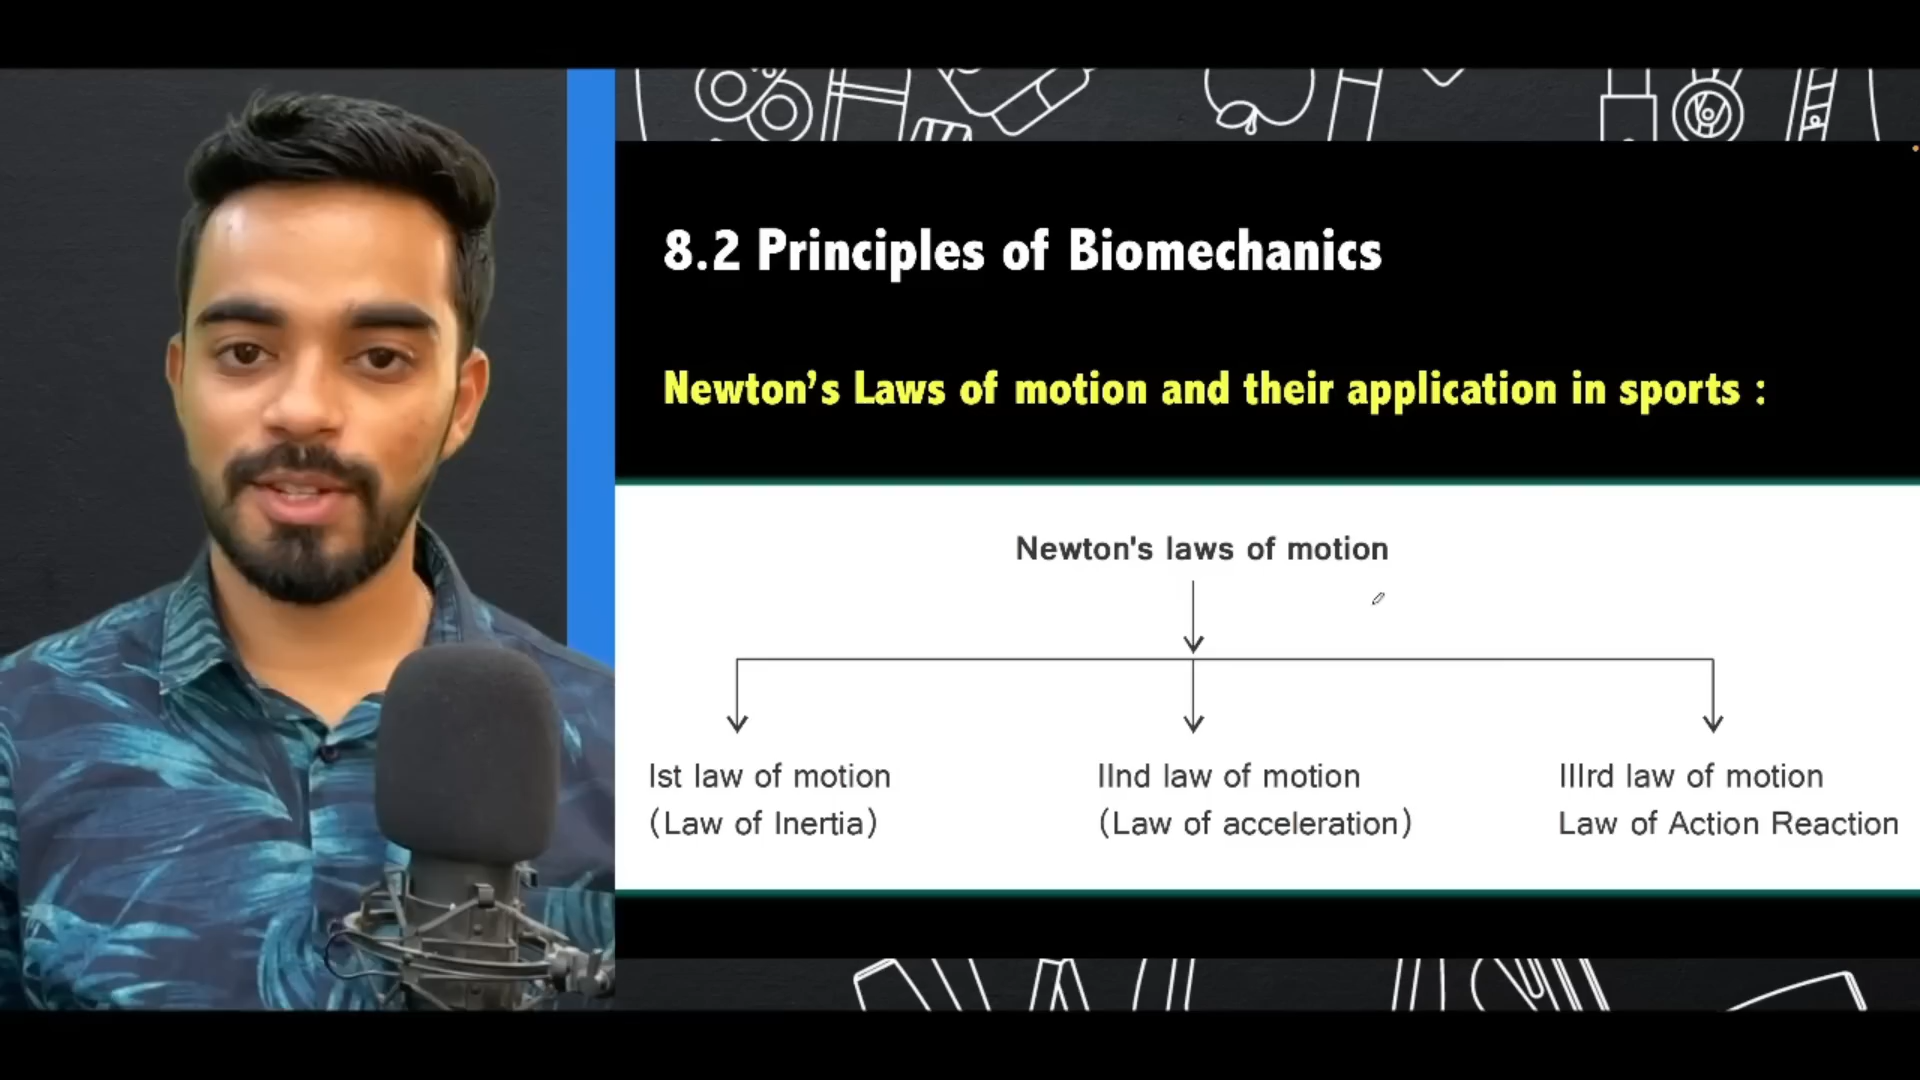 8.2 Principles of Biomechanics
Newton’s Laws of motion and their application in sports :
Newton's laws of motion
Ist law of motion
(Law of Inertia)
IInd law of motion
(Law of acceleration)
IIIrd law of motion
Law of Action Reaction